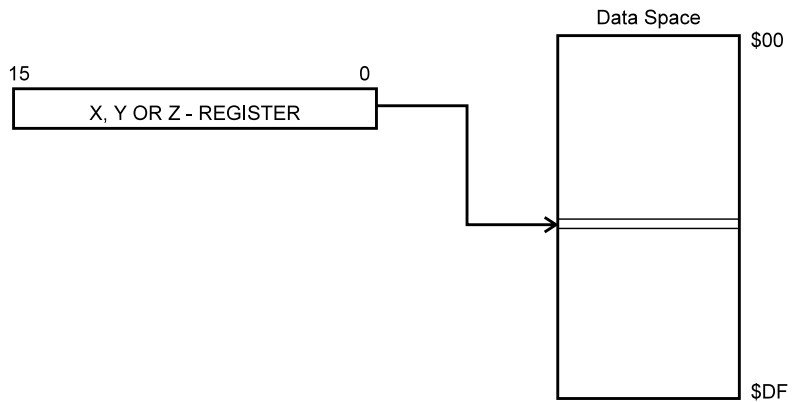 Data Space
$00
15 0
X, Y OR Z - REGISTER
$DF